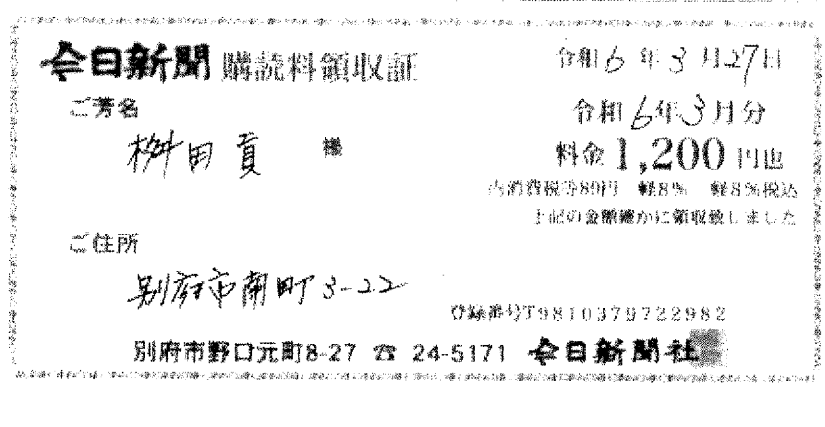 今日新聞 購読料領収証
令和6年3月27日
ご芳名
令和6年3月分
桝田貢 様
料金1,200円也
内消費税等89円 軽8% 軽8%税込
上記の金額確かに領収致しました
ご住所
別府市南町3-22
登録番号T9810379722982
別府市野口元町8-27 ☎ 24-5171 今日新聞社